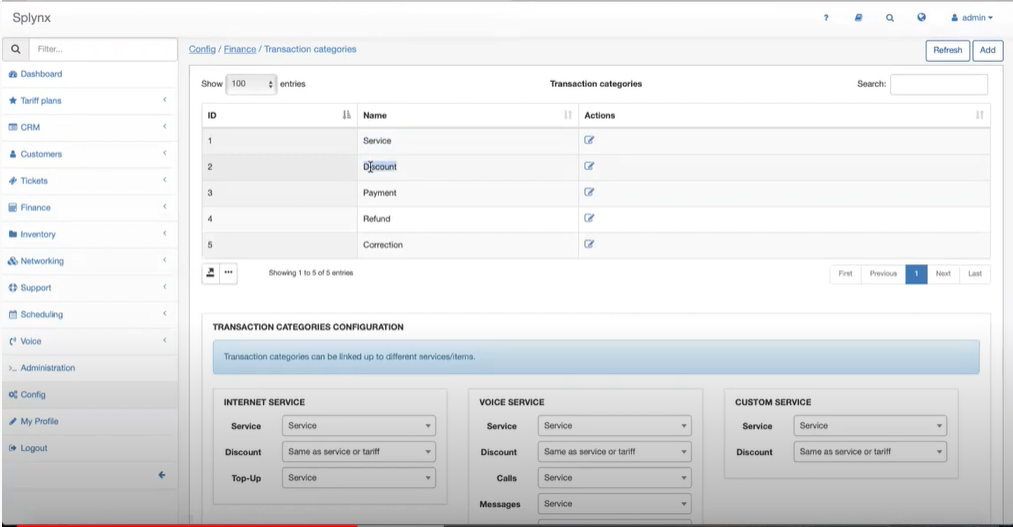 Splynx
? admin
Filter...
Config / Finance / Transaction categories
Refresh Add
Dashboard
Tariff plans
CRM
Customers
Tickets
Finance
Inventory
Networking
Support
Scheduling
Voice
>_ Administration
Config
My Profile
Logout
Show 100 entries
Transaction categories
Search:
ID Name Actions
1 Service
2 Discount
3 Payment
4 Refund
5 Correction
Showing 1 to 5 of 5 entries
First Previous 1 Next Last
TRANSACTION CATEGORIES CONFIGURATION
Transaction categories can be linked up to different services/items.
INTERNET SERVICE
Service Service
Discount Same as service or tariff
Top-Up Service
VOICE SERVICE
Service Service
Discount Same as service or tariff
Calls Service
Messages Service
CUSTOM SERVICE
Service Service
Discount Same as service or tariff